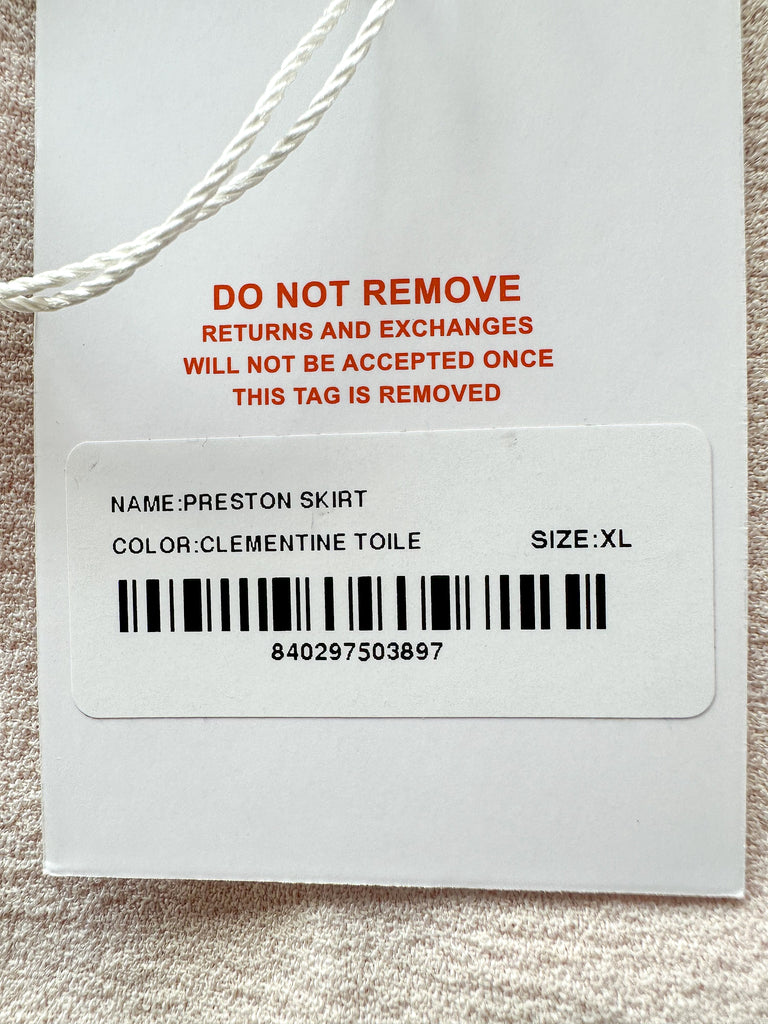 DO NOT REMOVE
RETURNS AND EXCHANGES
WILL NOT BE ACCEPTED ONCE
THIS TAG IS REMOVED
NAME:PRESTON SKIRT
COLOR:CLEMENTINE TOILE SIZE:XL
840297503897